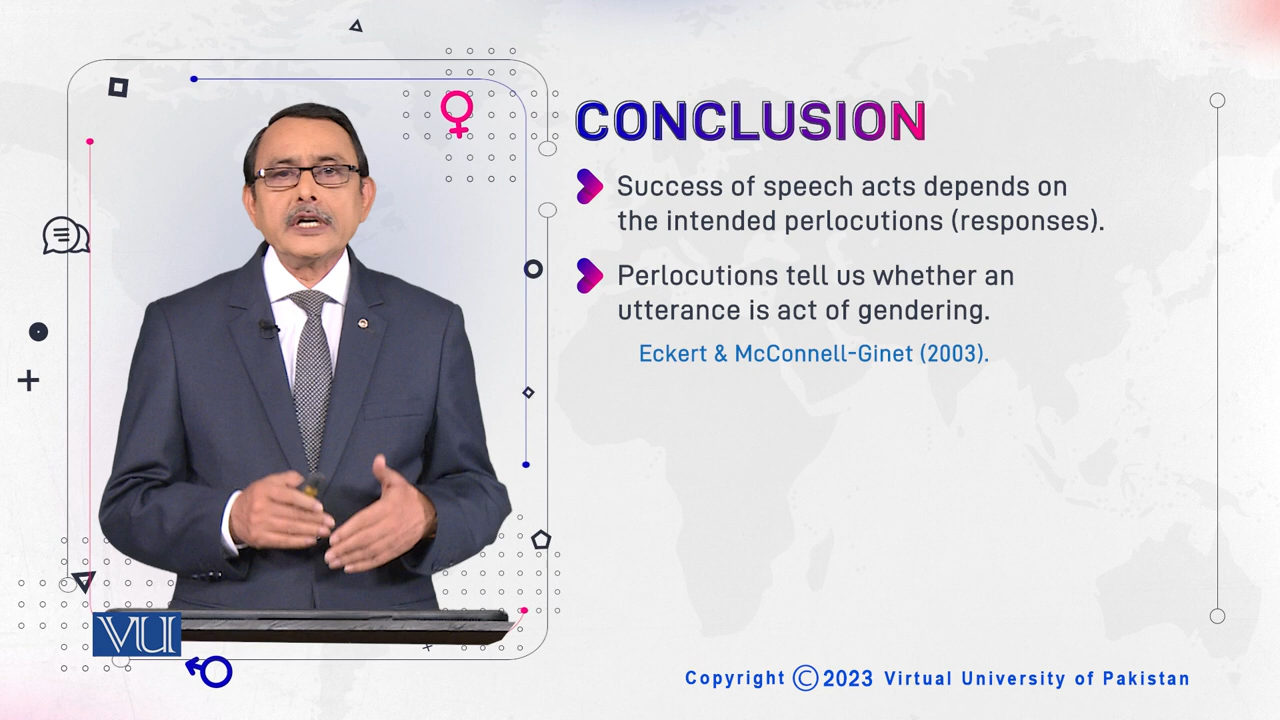 CONCLUSION
Success of speech acts depends on
the intended perlocutions (responses).
Perlocutions tell us whether an
utterance is act of gendering.
Eckert & McConnell-Ginet (2003).
VU
Copyright ©2023 Virtual University of Pakistan